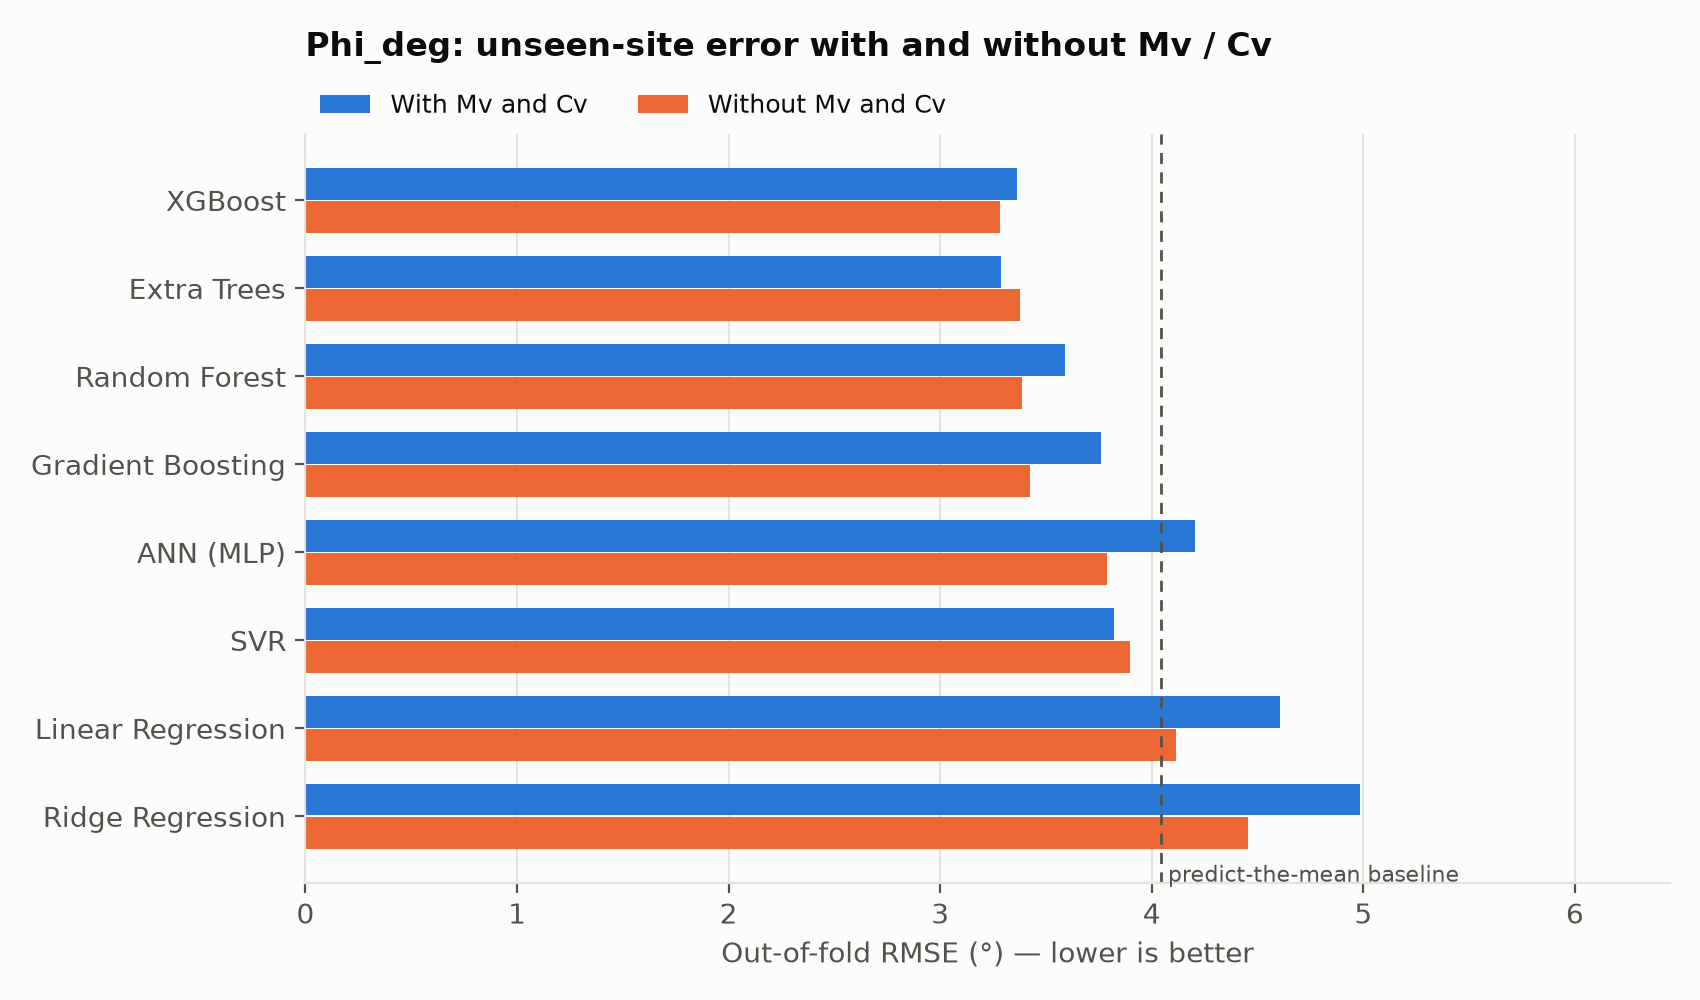 Phi_deg: unseen-site error with and without Mv / Cv
With Mv and Cv
Without Mv and Cv
XGBoost
Extra Trees
Random Forest
Gradient Boosting
ANN (MLP)
SVR
Linear Regression
Ridge Regression
predict-the-mean baseline
0 1 2 3 4 5 6
Out-of-fold RMSE (°) — lower is better